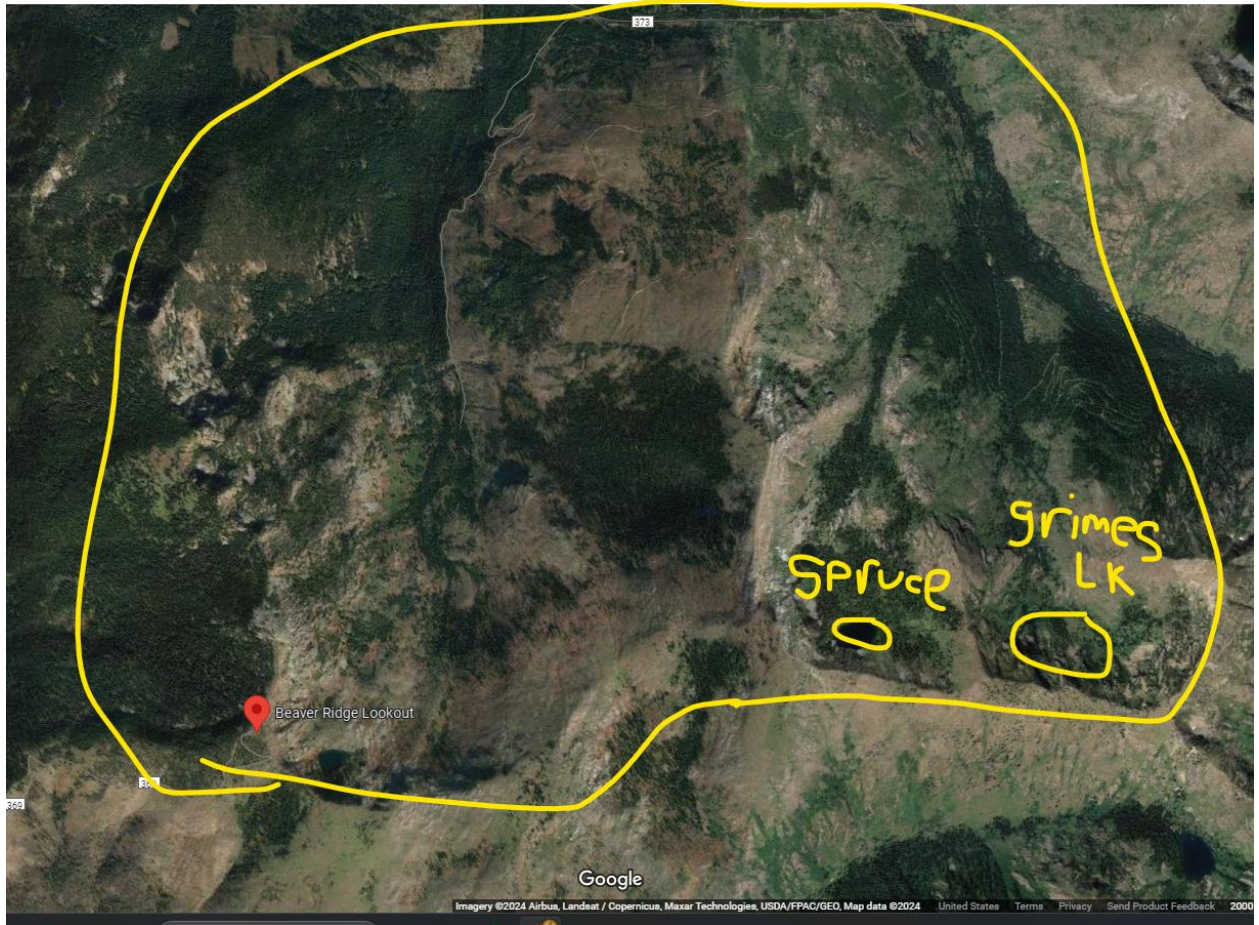 373
grimes
LK
Spruce
Beaver Ridge Lookout
369
Google
Imagery ©2024 Airbus, Landsat / Copernicus, Maxar Technologies, USDA/FPAC/GEO, Map data ©2024 United States Terms Privacy Send Product Feedback 2000